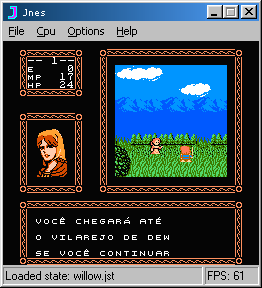 Jnes
File Cpu Options Help
-- 1--
E 0
MP 17
HP 24
VOCÊ CHEGARÁ ATÉ
O VILAREJO DE DEW
SE VOCÊ CONTINUAR
Loaded state: willow.jst FPS: 61